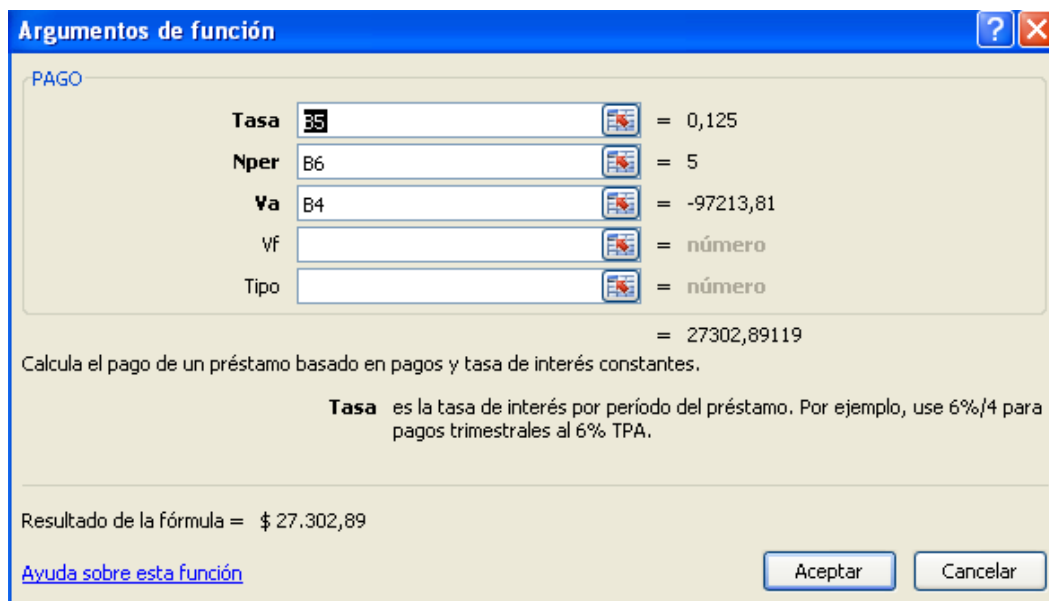 Argumentos de función
PAGO
Tasa B5 = 0,125
Nper B6 = 5
Va B4 = -97213,81
Vf = número
Tipo = número
= 27302,89119
Calcula el pago de un préstamo basado en pagos y tasa de interés constantes.
Tasa es la tasa de interés por período del préstamo. Por ejemplo, use 6%/4 para
pagos trimestrales al 6% TPA.
Resultado de la fórmula = $ 27.302,89
Ayuda sobre esta función
Aceptar Cancelar